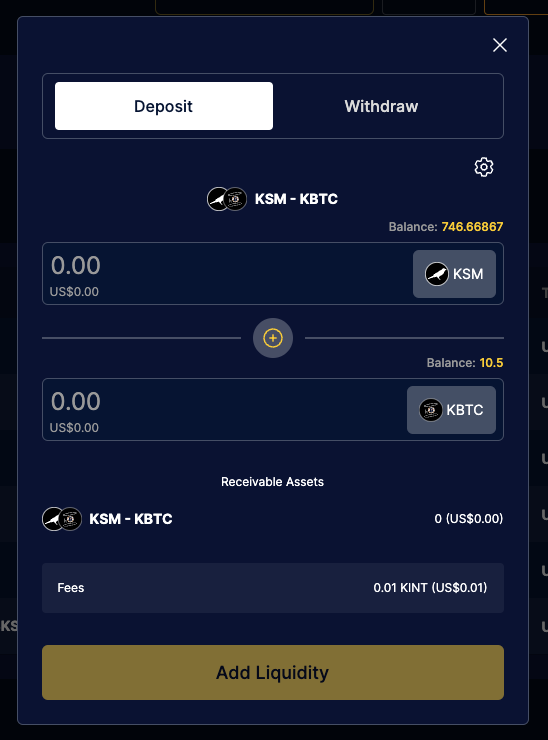 Deposit Withdraw
KSM - KBTC
Balance: 746.66867
0.00
US$0.00
KSM
Balance: 10.5
0.00
US$0.00
KBTC
Receivable Assets
KSM - KBTC 0 (US$0.00)
Fees 0.01 KINT (US$0.01)
KS
Add Liquidity